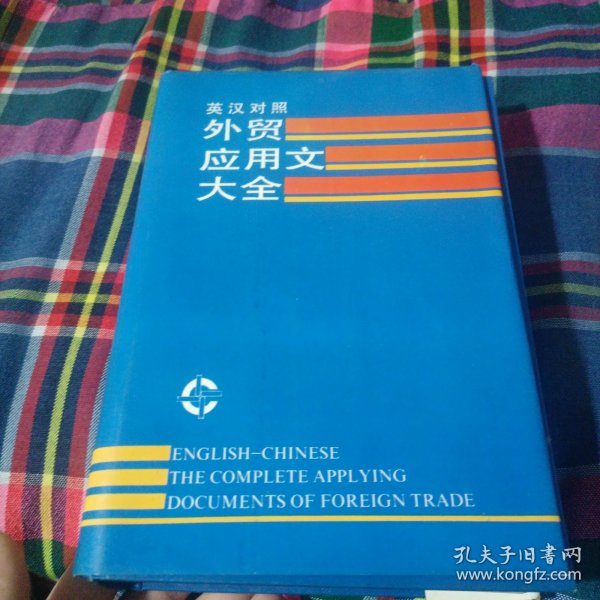 英汉对照
外贸
应用文
大全
ENGLISH-CHINESE
THE COMPLETE APPLYING
DOCUMENTS OF FOREIGN TRADE
孔夫子旧书网
www.kongfz.com